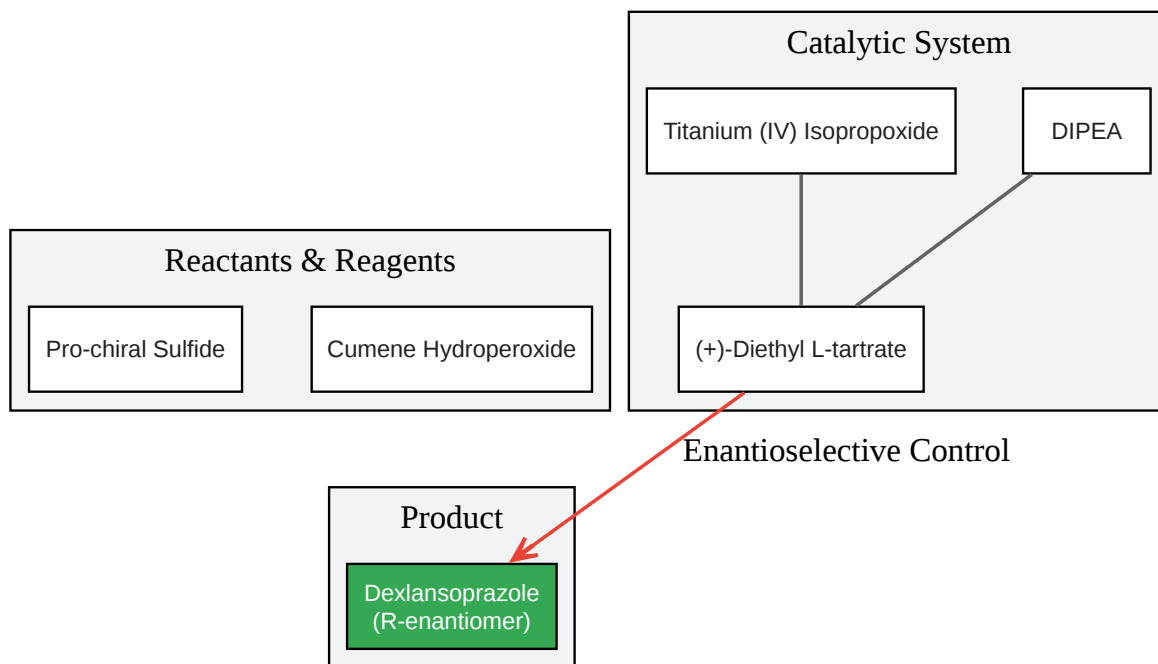 Catalytic System
Titanium (IV) Isopropoxide
DIPEA
Reactants & Reagents
Pro-chiral Sulfide
Cumene Hydroperoxide
(+)-Diethyl L-tartrate
Enantioselective Control
Product
Dexlansoprazole
(R-enantiomer)